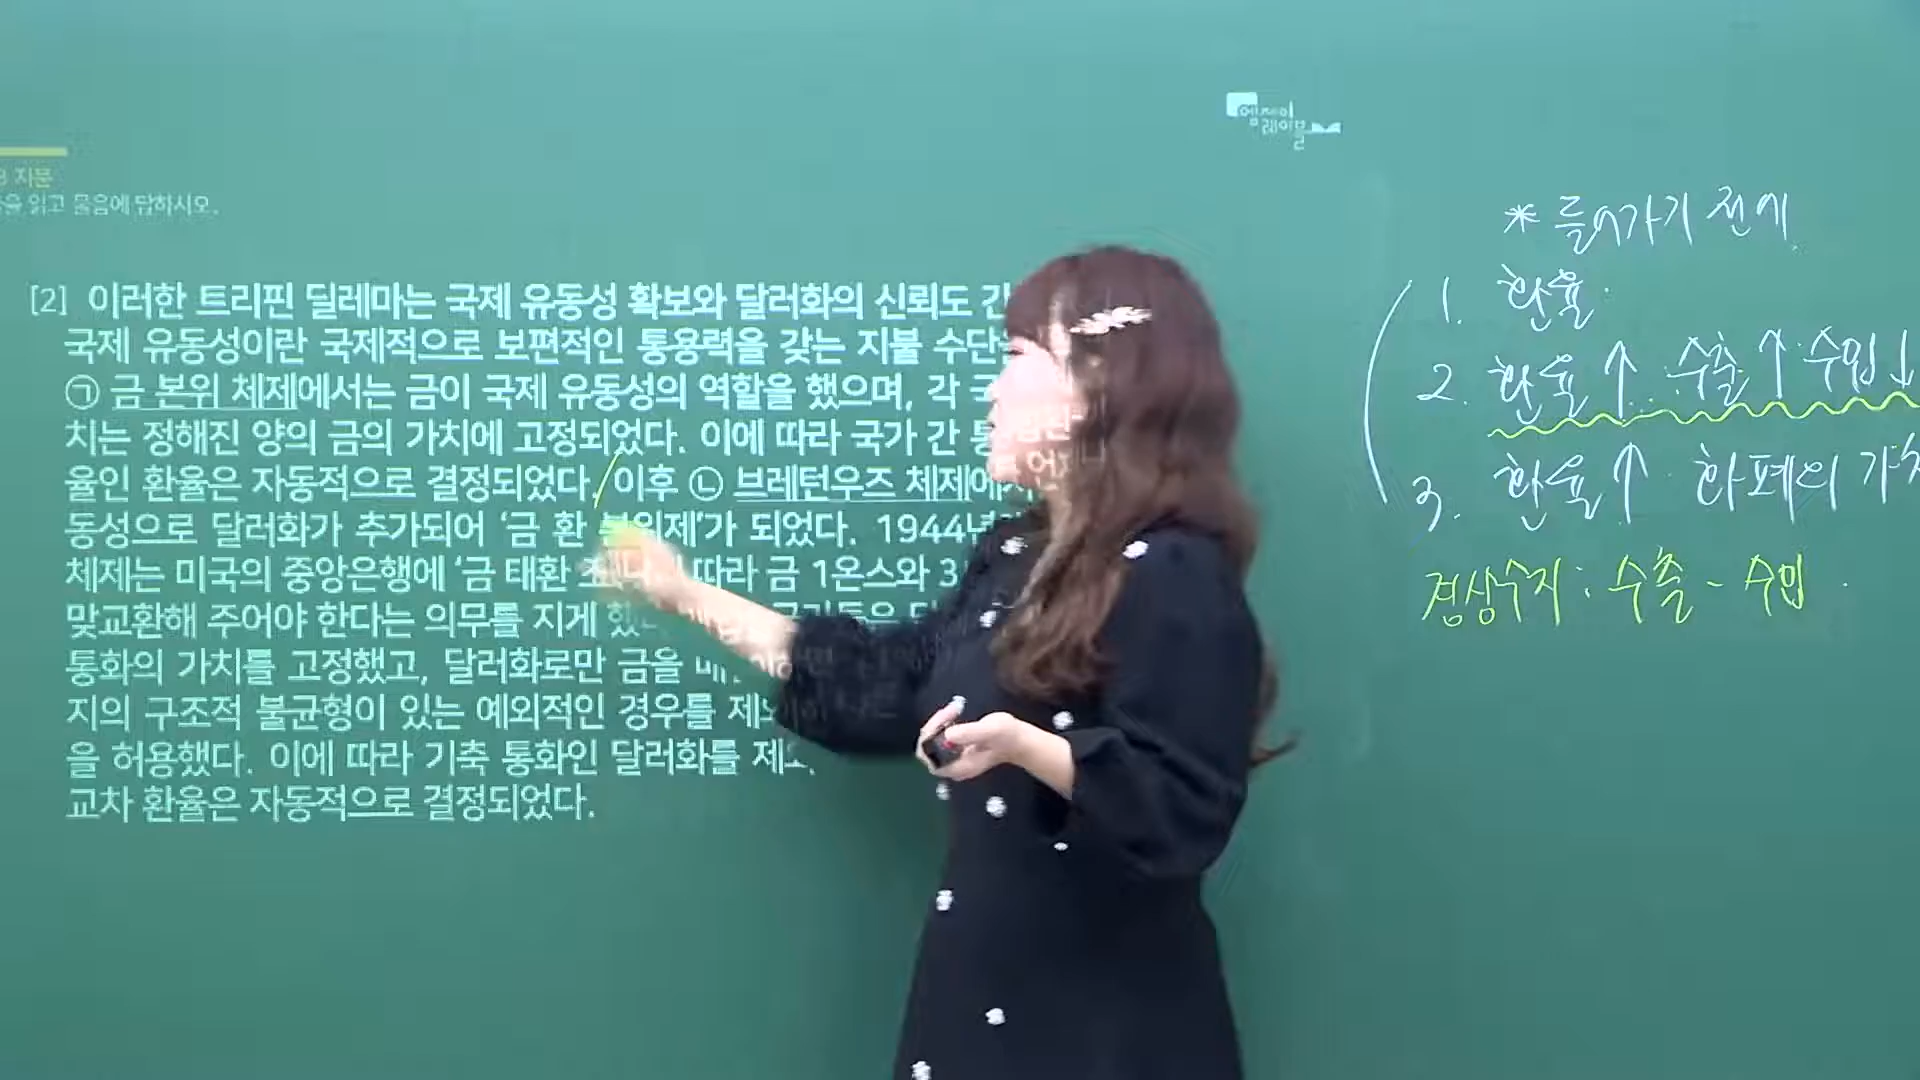 엠제이
레이블
지문
을 읽고 물음에 답하시오.
[2] 이러한 트리핀 딜레마는 국제 유동성 확보와 달러화의 신뢰도 간
국제 유동성이란 국제적으로 보편적인 통용력을 갖는 지불 수단
㉠ 금 본위 체제에서는 금이 국제 유동성의 역할을 했으며, 각 국
치는 정해진 양의 금의 가치에 고정되었다. 이에 따라 국가 간 통
율인 환율은 자동적으로 결정되었다. 이후 ㉡ 브레턴우즈 체제에서
동성으로 달러화가 추가되어 ‘금 환 본위제’가 되었다. 1944년
체제는 미국의 중앙은행에 ‘금 태환 따라 금 1온스와 3
맞교환해 주어야 한다는 의무를 지게 했다.
통화의 가치를 고정했고, 달러화로만 금을
지의 구조적 불균형이 있는 예외적인 경우를 제외
을 허용했다. 이에 따라 기축 통화인 달러화를 제외
교차 환율은 자동적으로 결정되었다.
* 들어가기 전에.
1. 환율.
2. 환율↑.. 수출↑. 수입↓
3. 환율↑. 화폐의 가치
경상수지: 수출 - 수입.